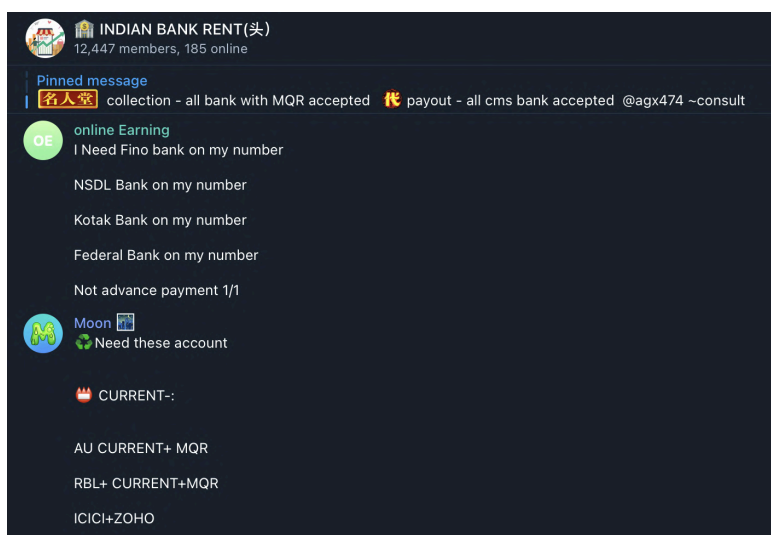 INDIAN BANK RENT(头)
12,447 members, 185 online
Pinned message
名人堂 collection - all bank with MQR accepted 代 payout - all cms bank accepted @agx474 ~consult
OE
online Earning
I Need Fino bank on my number
NSDL Bank on my number
Kotak Bank on my number
Federal Bank on my number
Not advance payment 1/1
M
Moon
Need these account
CURRENT-:
AU CURRENT+ MQR
RBL+ CURRENT+MQR
ICICI+ZOHO